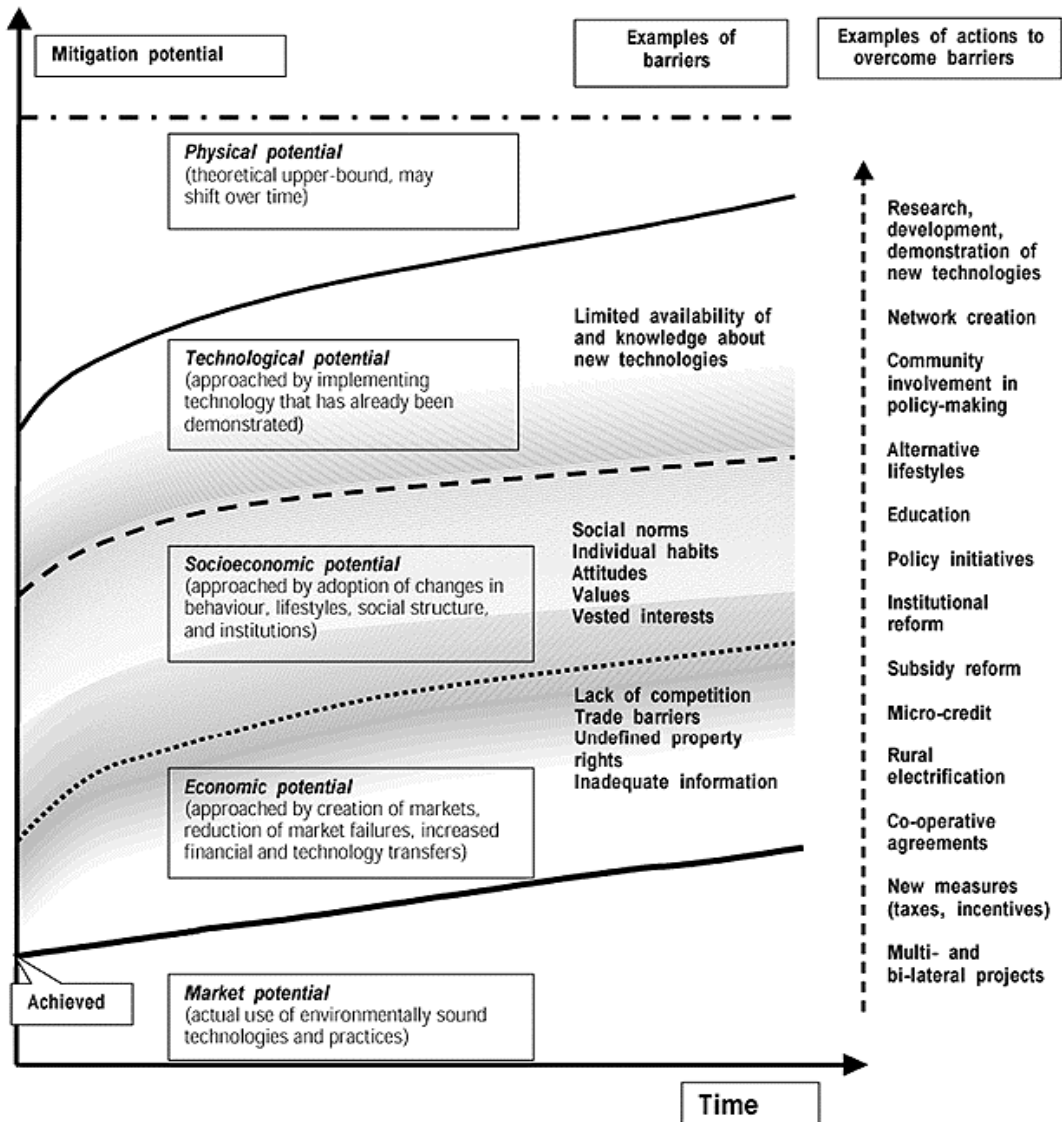 Mitigation potential
Examples of
barriers
Examples of actions to
overcome barriers
Physical potential
(theoretical upper-bound, may
shift over time)
Technological potential
(approached by implementing
technology that has already been
demonstrated)
Socioeconomic potential
(approached by adoption of changes in
behaviour, lifestyles, social structure,
and institutions)
Economic potential
(approached by creation of markets,
reduction of market failures, increased
financial and technology transfers)
Achieved
Market potential
(actual use of environmentally sound
technologies and practices)
Limited availability of
and knowledge about
new technologies
Social norms
Individual habits
Attitudes
Values
Vested interests
Lack of competition
Trade barriers
Undefined property
rights
Inadequate information
Research,
development,
demonstration of
new technologies
Network creation
Community
involvement in
policy-making
Alternative
lifestyles
Education
Policy initiatives
Institutional
reform
Subsidy reform
Micro-credit
Rural
electrification
Co-operative
agreements
New measures
(taxes, incentives)
Multi- and
bi-lateral projects
Time